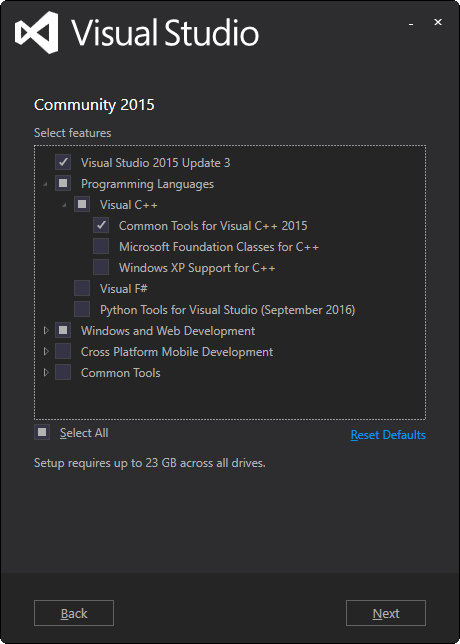 Visual Studio
Community 2015
Select features
Visual Studio 2015 Update 3
Programming Languages
Visual C++
Common Tools for Visual C++ 2015
Microsoft Foundation Classes for C++
Windows XP Support for C++
Visual F#
Python Tools for Visual Studio (September 2016)
Windows and Web Development
Cross Platform Mobile Development
Common Tools
Select All
Reset Defaults
Setup requires up to 23 GB across all drives.
Back
Next